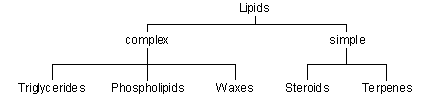 Lipids
complex simple
Triglycerides Phospholipids Waxes Steroids Terpenes